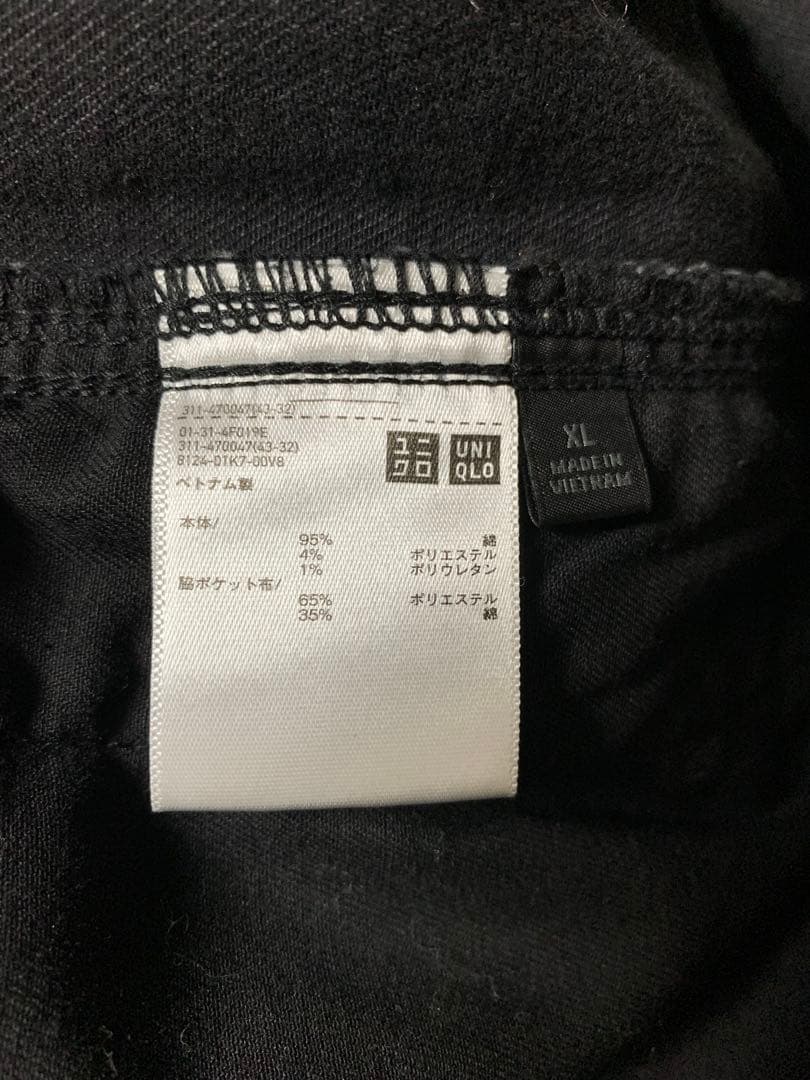 311-470047(43-32)
01-31-4F019E
311-470047(43-32)
8124-01K7-00V8
ユニ
クロ
UNI
QLO
ベトナム製
本体/
95% 綿
4% ポリエステル
1% ポリウレタン
脇ポケット布/
65% ポリエステル
35% 綿
XL
MADE IN
VIETNAM